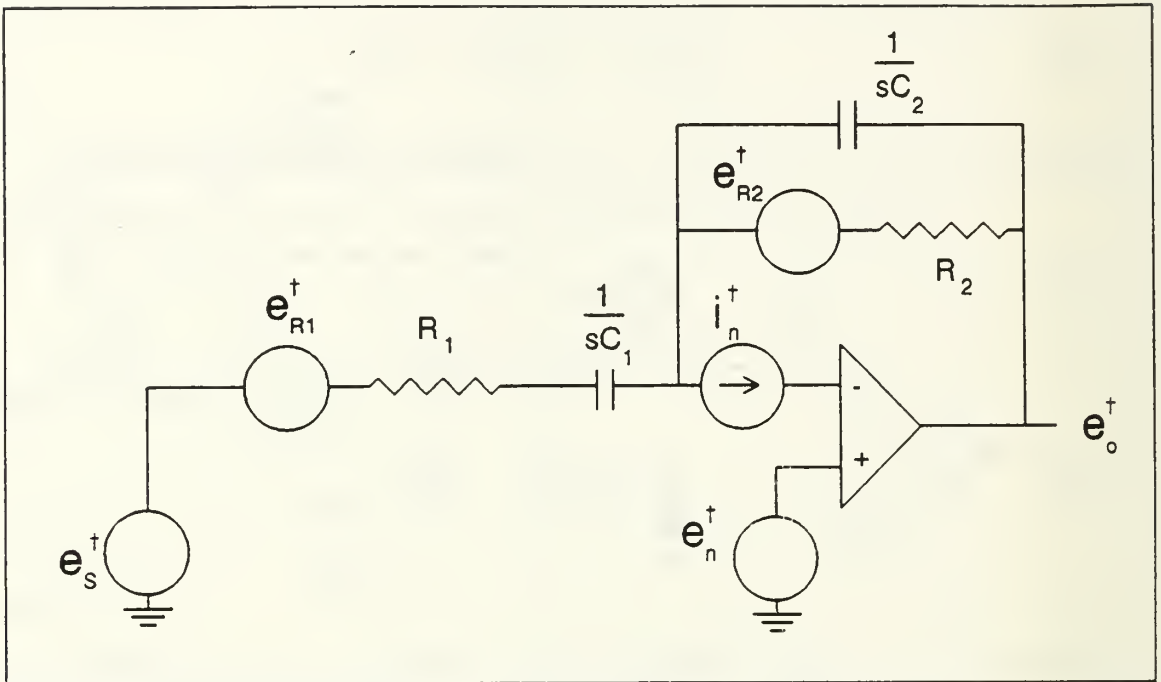 1
sC₂
e†R2
R₂
e†R1
R₁
1
sC₁
i†n
-
+
e†o
e†n
e†S